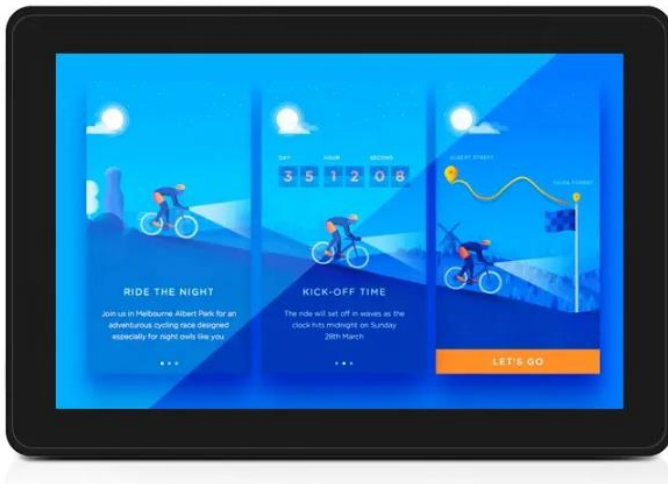 DAY HOUR SECOND
3 5 1 2 0 8
RIDE THE NIGHT
Join us in Melbourne Albert Park for an
adventurous cycling race designed
especially for night owls like you
KICK-OFF TIME
The ride will set off in waves as the
clock hits midnight on Sunday
28th March
ALBERT STREET
STREET
LET'S GO